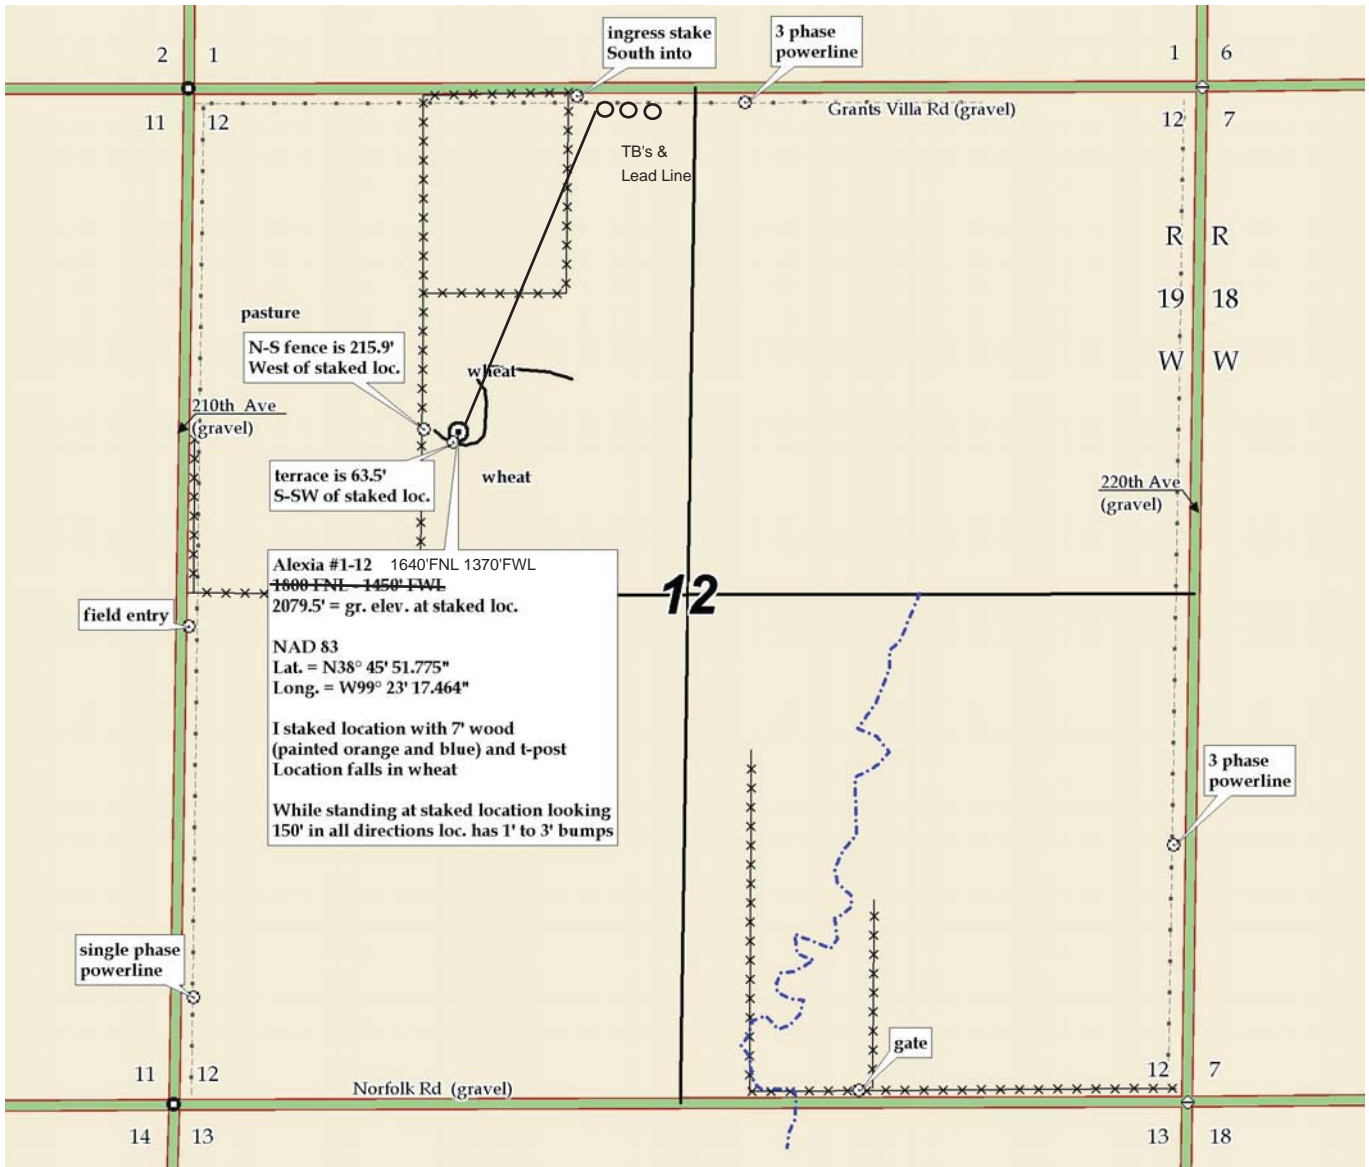 ingress stake
South into
3 phase
powerline
2 1
1 6
11 12
12 7
Grants Villa Rd (gravel)
TB's &
Lead Line
R R
19 18
W W
pasture
N-S fence is 215.9'
West of staked loc.
wheat
210th Ave
(gravel)
terrace is 63.5'
S-SW of staked loc.
wheat
220th Ave
(gravel)
Alexia #1-12 1640'FNL 1370'FWL
1600 FNL - 1450' FWL
2079.5' = gr. elev. at staked loc.
NAD 83
Lat. = N38° 45' 51.775"
Long. = W99° 23' 17.464"
I staked location with 7' wood
(painted orange and blue) and t-post
Location falls in wheat
While standing at staked location looking
150' in all directions loc. has 1' to 3' bumps
12
field entry
3 phase
powerline
single phase
powerline
gate
11 12
12 7
Norfolk Rd (gravel)
14 13
13 18